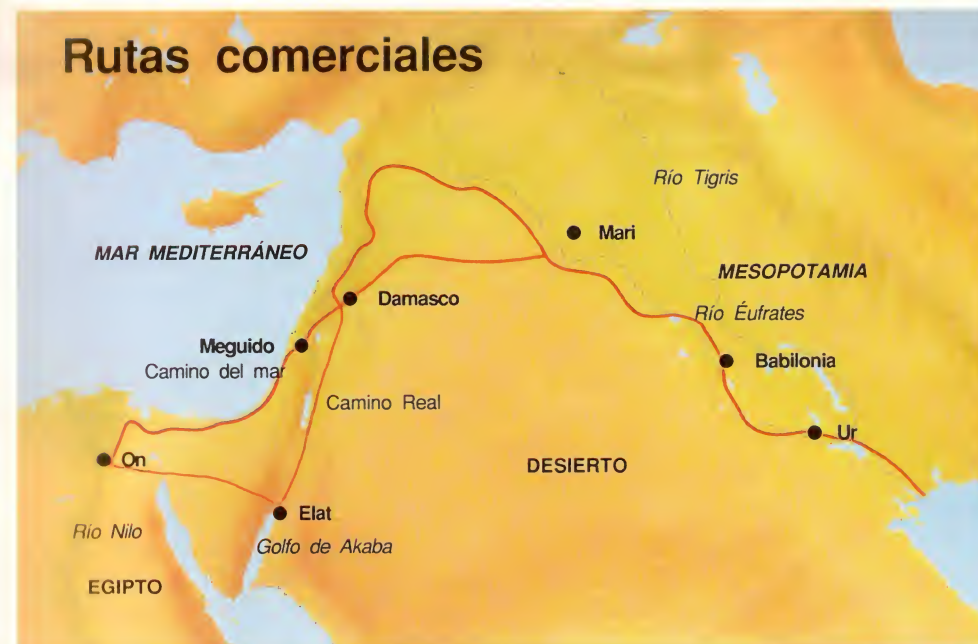 Rutas comerciales
Río Tigris
Mari
MAR MEDITERRÁNEO
MESOPOTAMIA
Damasco
Río Éufrates
Meguido
Camino del mar
Babilonia
Camino Real
Ur
On
DESIERTO
Elat
Río Nilo
Golfo de Akaba
EGIPTO